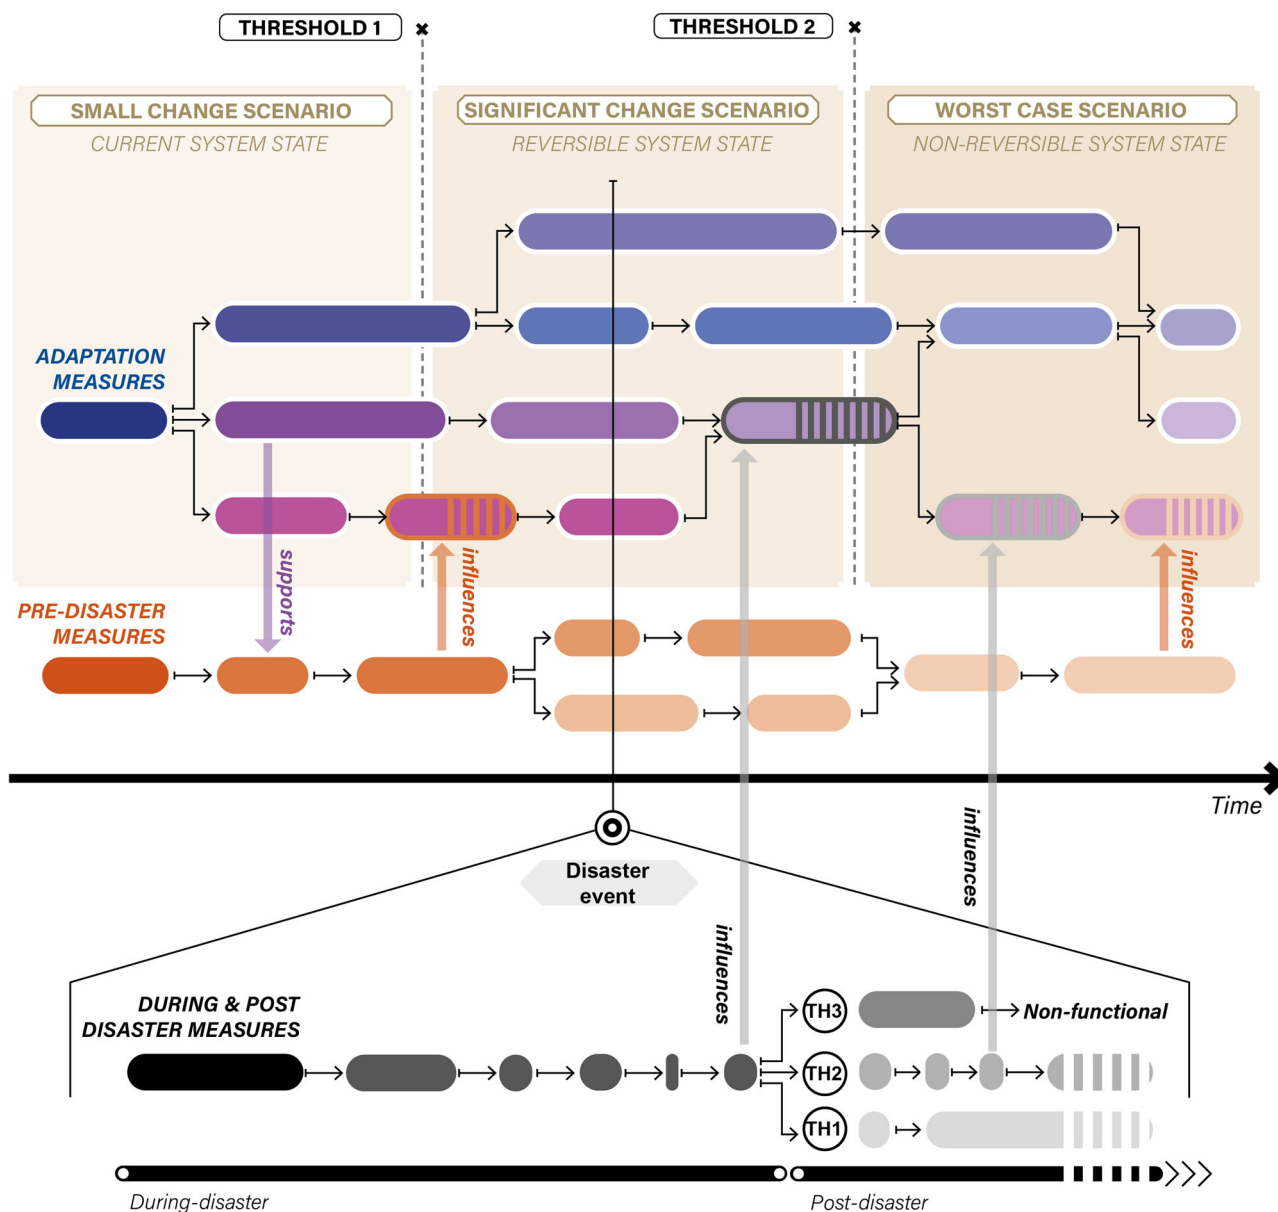 THRESHOLD 1
THRESHOLD 2
SMALL CHANGE SCENARIO
CURRENT SYSTEM STATE
SIGNIFICANT CHANGE SCENARIO
REVERSIBLE SYSTEM STATE
WORST CASE SCENARIO
NON-REVERSIBLE SYSTEM STATE
ADAPTATION
MEASURES
supports
influences
influences
PRE-DISASTER
MEASURES
Time
Disaster
event
influences
influences
DURING & POST
DISASTER MEASURES
TH3
Non-functional
TH2
TH1
During-disaster
Post-disaster